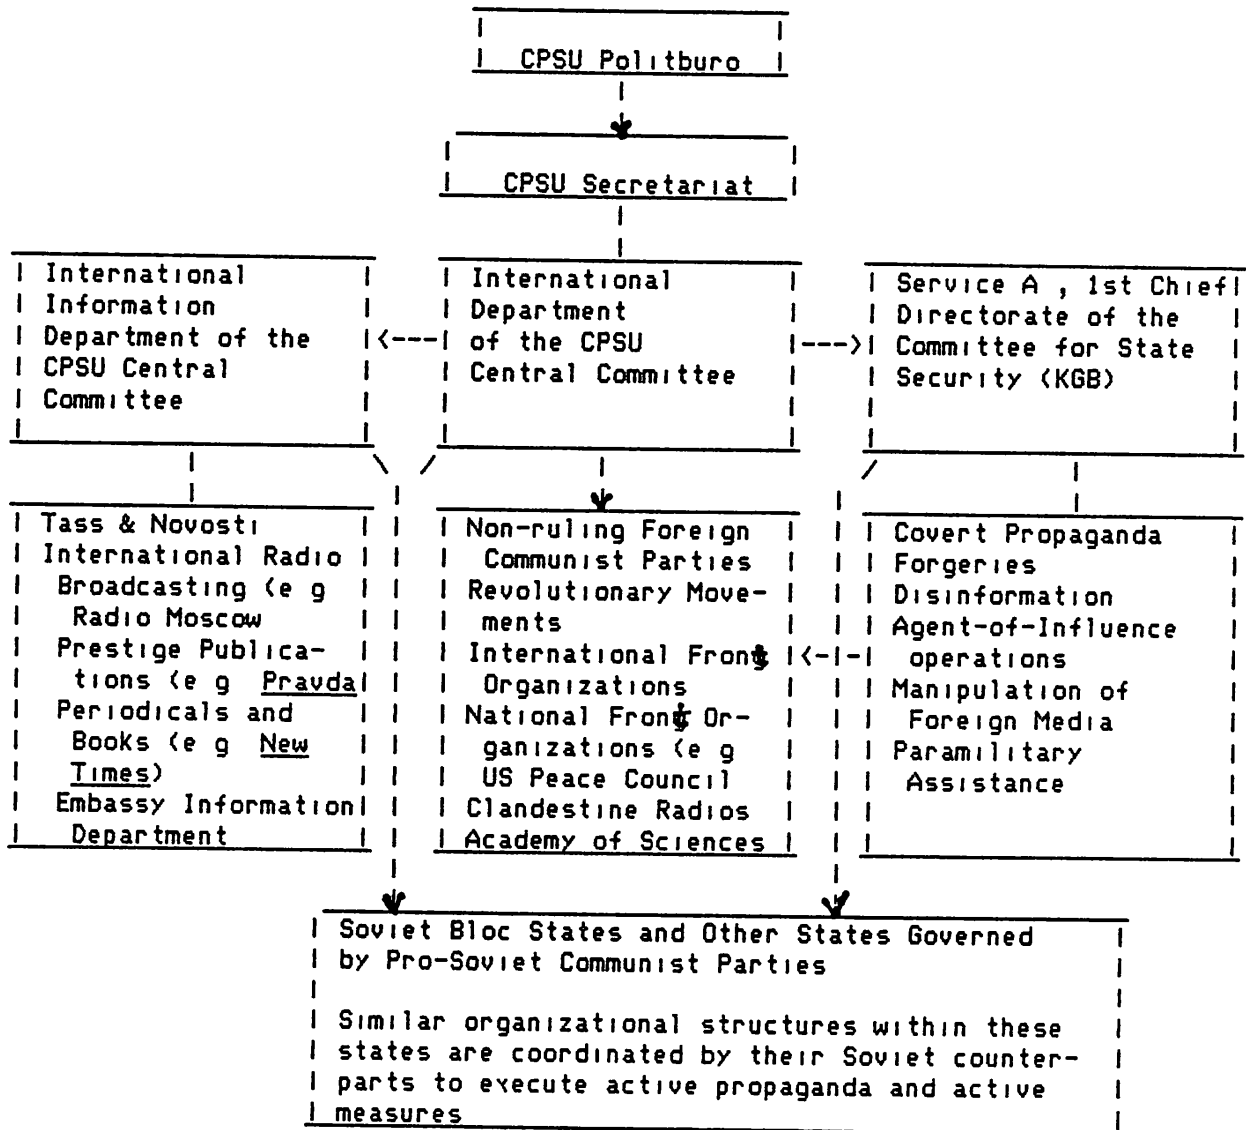 CPSU Politburo
CPSU Secretariat
International
Information
Department of the
CPSU Central
Committee
International
Department
of the CPSU
Central Committee
Service A , 1st Chief
Directorate of the
Committee for State
Security (KGB)
Tass & Novosti
International Radio
Broadcasting (e g
Radio Moscow
Prestige Publica-
tions (e g Pravda
Periodicals and
Books (e g New
Times)
Embassy Information
Department
Non-ruling Foreign
Communist Parties
Revolutionary Move-
ments
International Front
Organizations
National Front Or-
ganizations (e g
US Peace Council
Clandestine Radios
Academy of Sciences
Covert Propaganda
Forgeries
Disinformation
Agent-of-Influence
operations
Manipulation of
Foreign Media
Paramilitary
Assistance
Soviet Bloc States and Other States Governed
by Pro-Soviet Communist Parties
Similar organizational structures within these
states are coordinated by their Soviet counter-
parts to execute active propaganda and active
measures